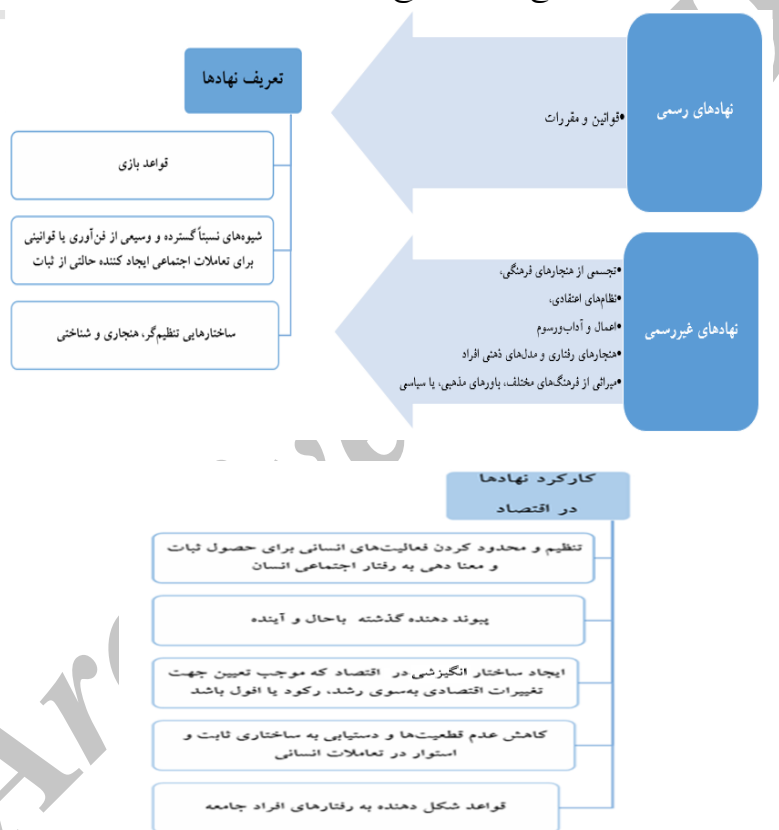 نهادهای رسمی
•قوانین و مقررات
تعریف نهادها
قواعد بازی
شیوه‌های نسبتاً گسترده و وسیعی از فن‌آوری یا قوانینی
برای تعاملات اجتماعی ایجاد کننده حالتی از ثبات
ساختارهایی تنظیم‌گر، هنجاری و شناختی
نهادهای غیررسمی
•تجسمی از هنجارهای فرهنگی،
•نظام‌های اعتقادی،
•اعمال و آداب‌ورسوم
•هنجارهای رفتاری و مدل‌های ذهنی افراد
•میراثی از فرهنگ‌های مختلف، باورهای مذهبی، یا سیاسی
کارکرد نهادها
در اقتصاد
تنظیم و محدود کردن فعالیت‌های انسانی برای حصول ثبات
و معنا دهی به رفتار اجتماعی انسان
پیوند دهنده گذشته باحال و آینده
ایجاد ساختار انگیزشی در اقتصاد که موجب تعیین جهت
تغییرات اقتصادی به‌سوی رشد، رکود یا افول باشد
کاهش عدم قطعیت‌ها و دستیابی به ساختاری ثابت و
استوار در تعاملات انسانی
قواعد شکل دهنده به رفتارهای افراد جامعه